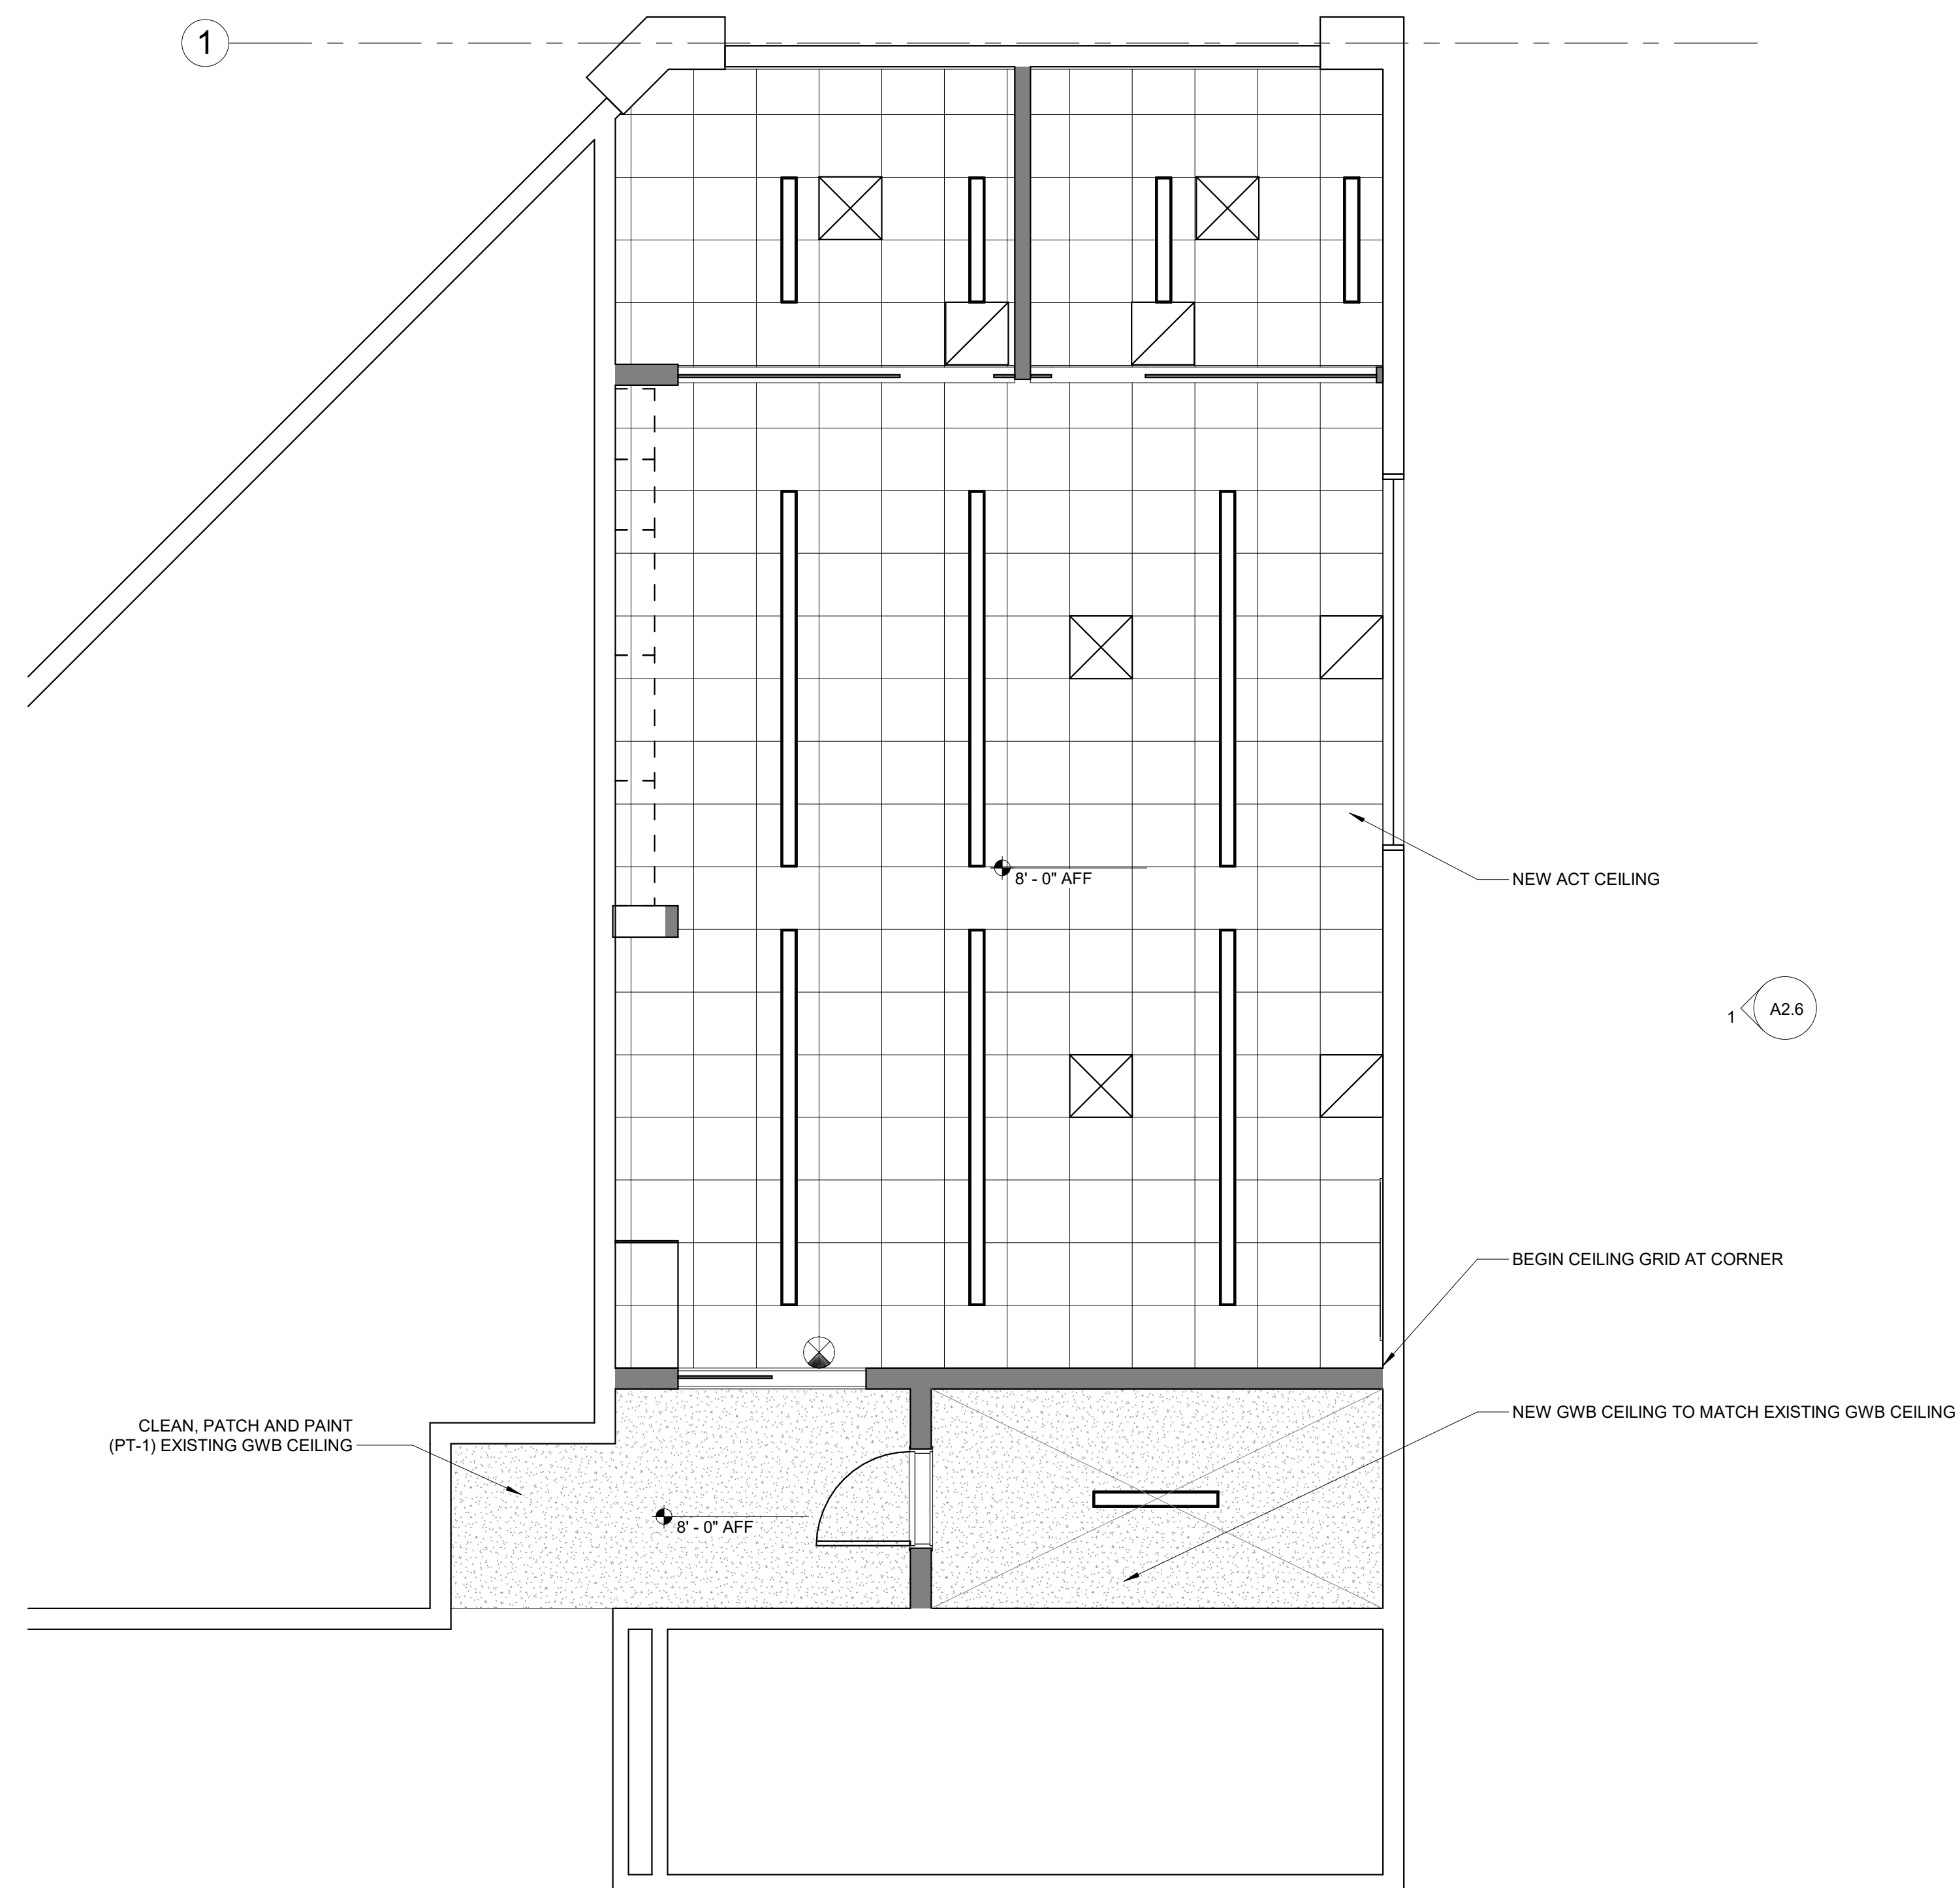 1
8' - 0" AFF
NEW ACT CEILING
1
A2.6
BEGIN CEILING GRID AT CORNER
NEW GWB CEILING TO MATCH EXISTING GWB CEILING
CLEAN, PATCH AND PAINT
(PT-1) EXISTING GWB CEILING
8' - 0" AFF